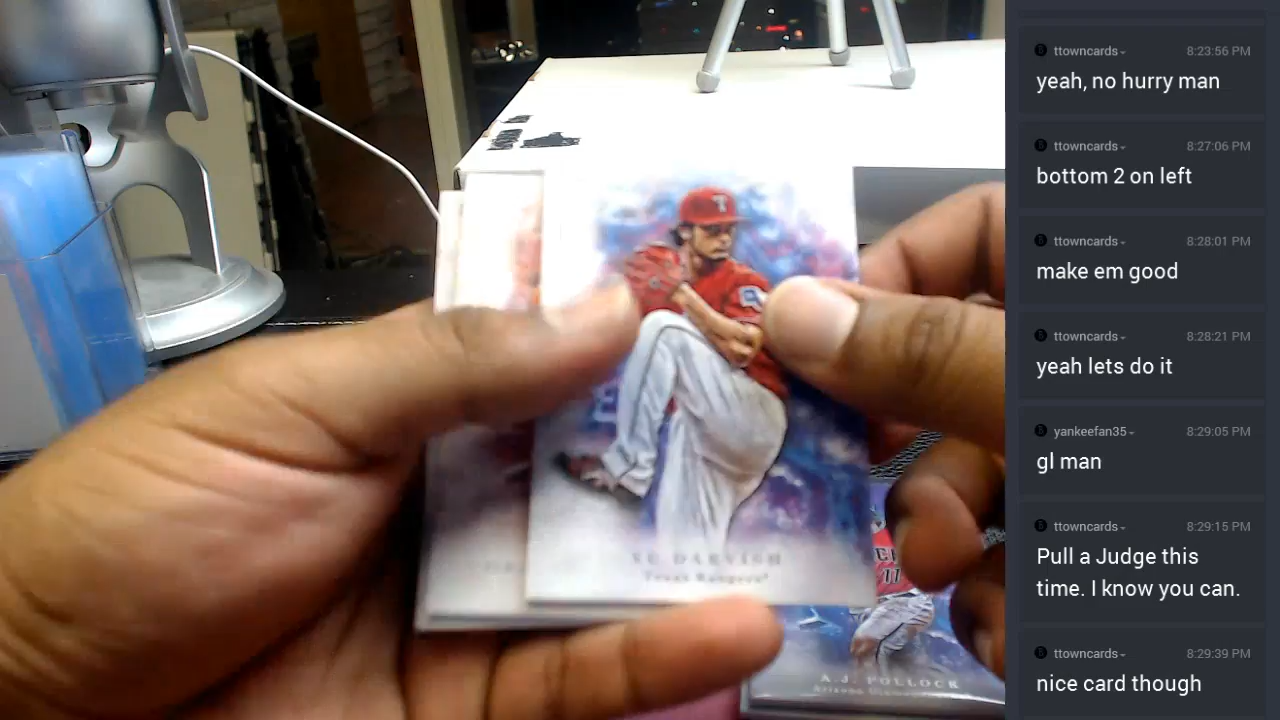 T
YU DARVISH
Texas Rangers
A.J. POLLOCK
ttowncards
8:23:56 PM
yeah, no hurry man
ttowncards
8:27:06 PM
bottom 2 on left
ttowncards
8:28:01 PM
make em good
ttowncards
8:28:21 PM
yeah lets do it
yankeefan35
8:29:05 PM
gl man
ttowncards
8:29:15 PM
Pull a Judge this
time. I know you can.
ttowncards
8:29:39 PM
nice card though